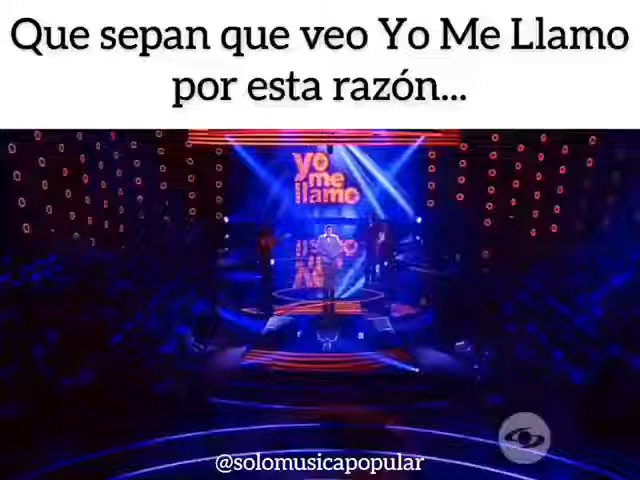 Que sepan que veo Yo Me Llamo
por esta razón...
yo
me
llamo
@solomusicapopular